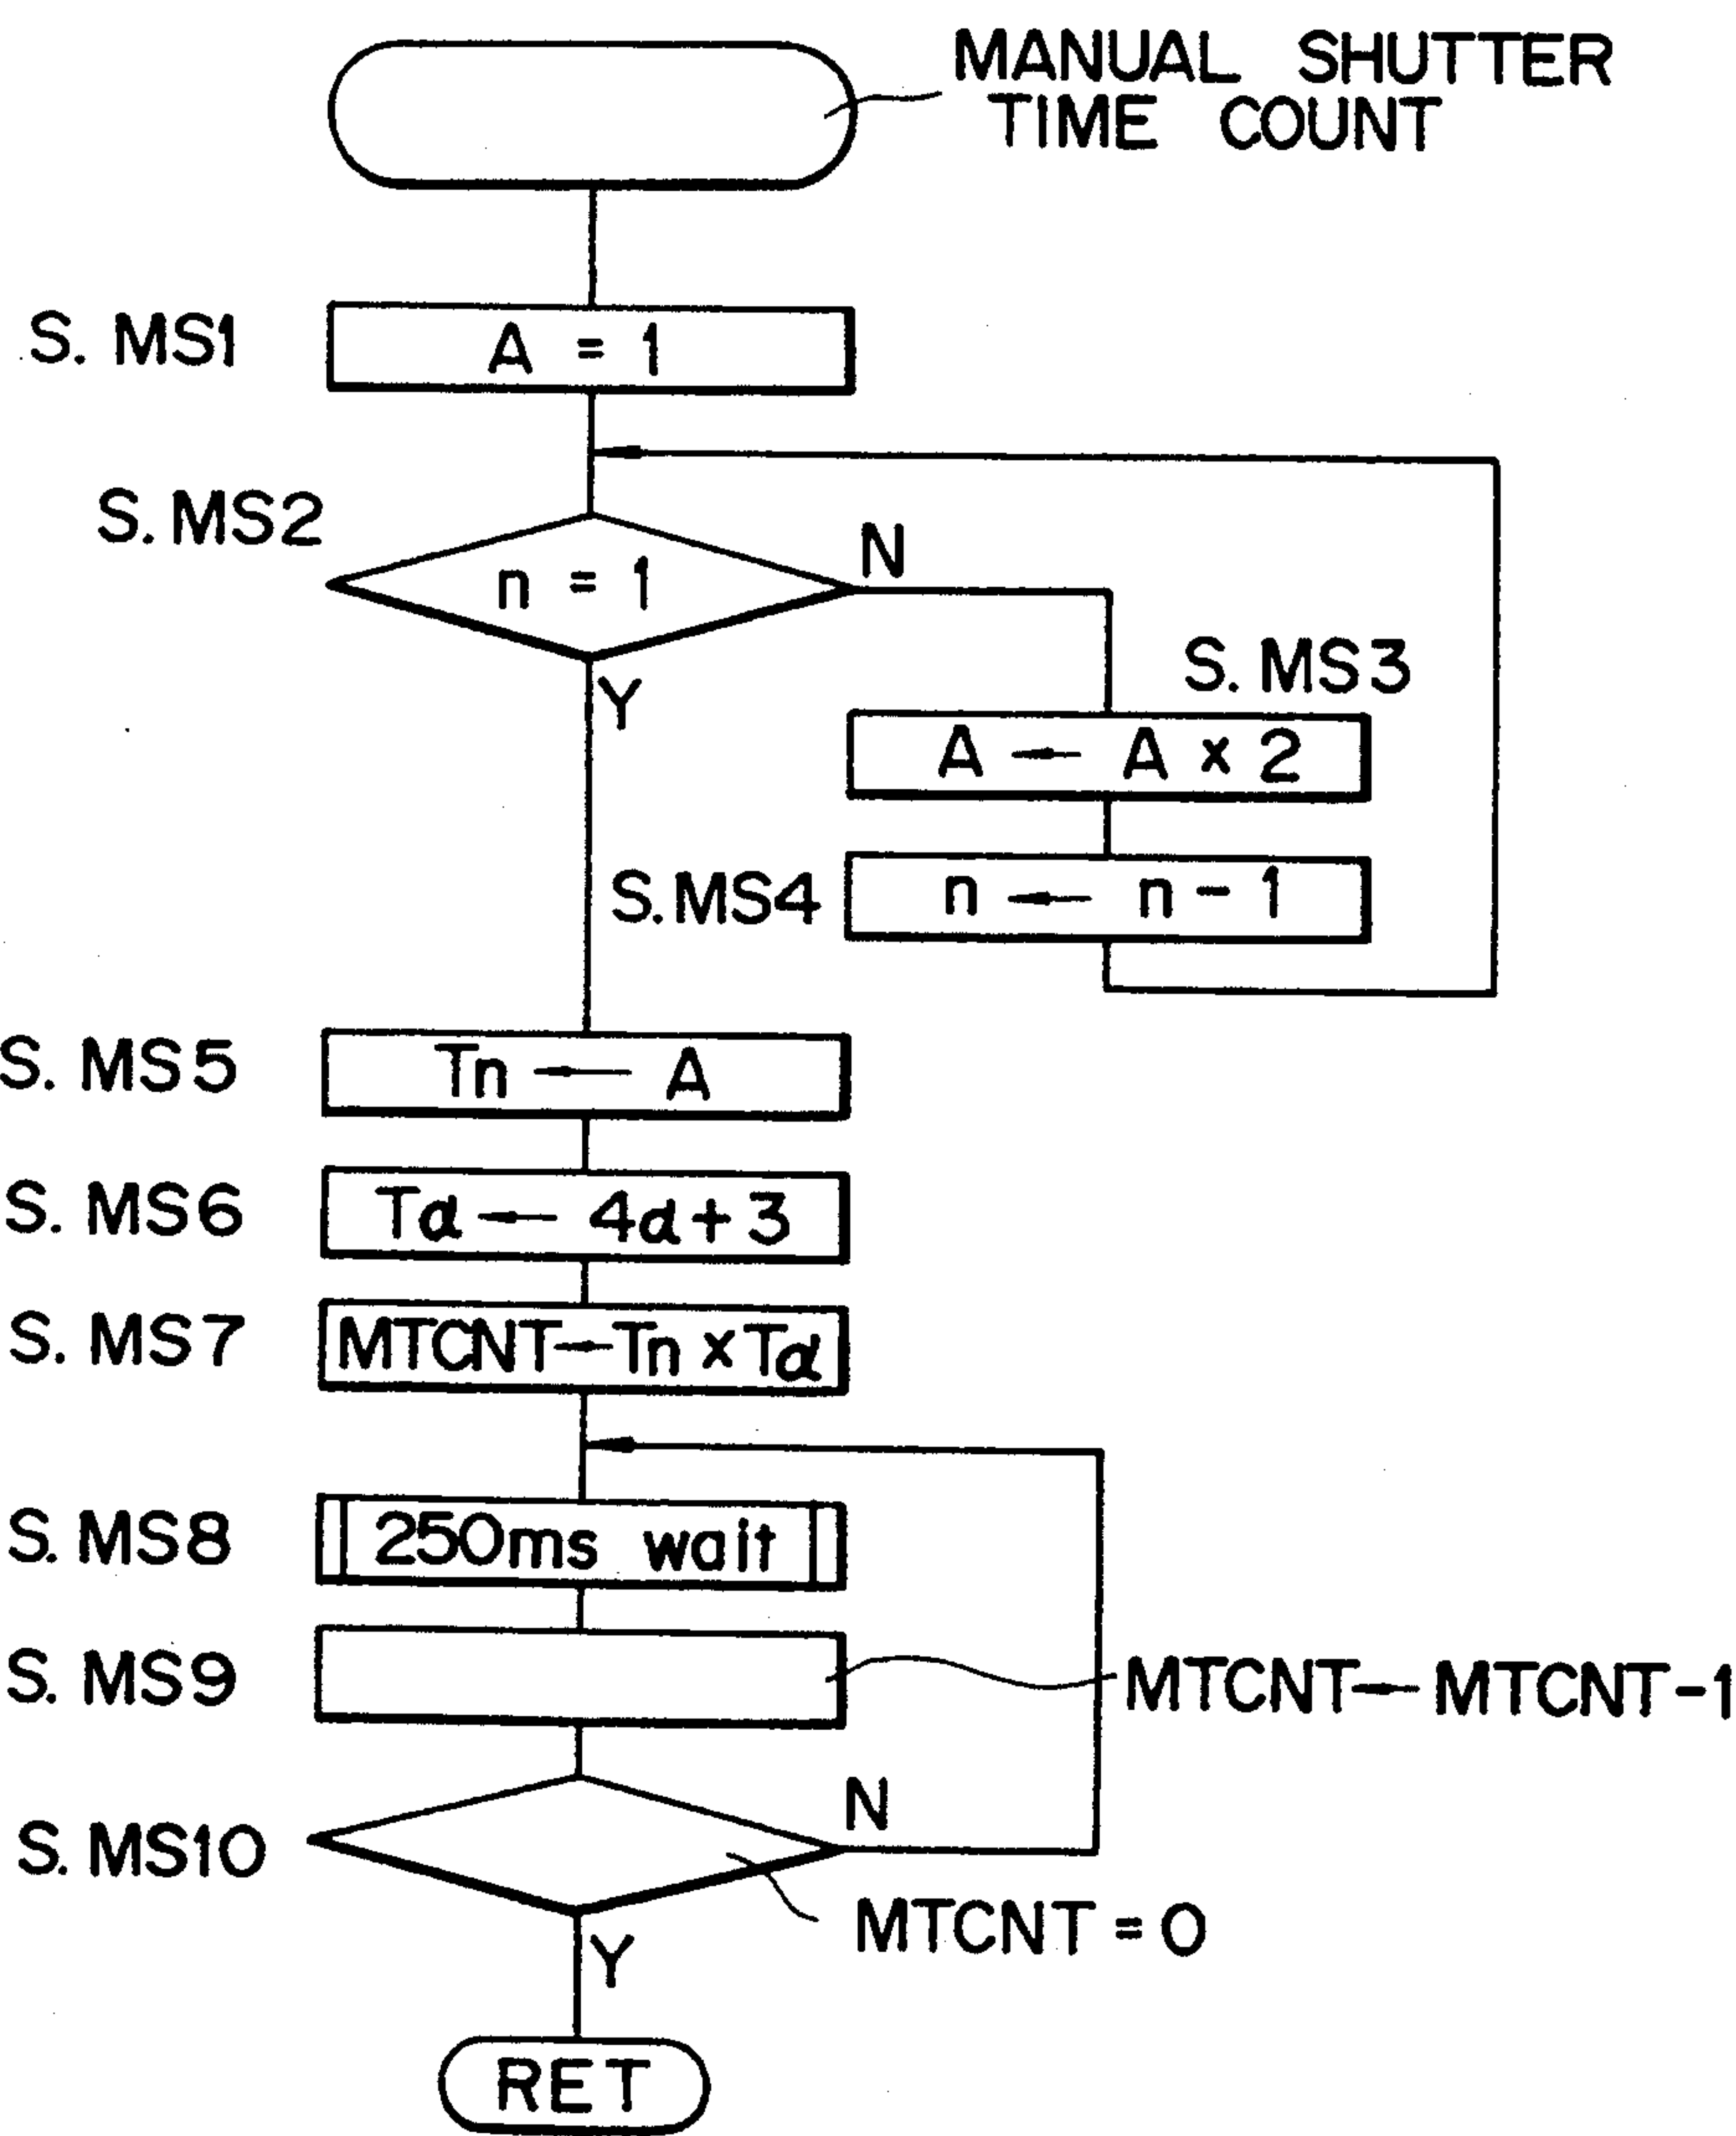 MANUAL SHUTTER
TIME COUNT
S. MS1
A = 1
S. MS2
n = 1
N
Y
S. MS3
A ← A × 2
S. MS4
n ← n - 1
S. MS5
Tn ← A
S. MS6
Tα ← 4α + 3
S. MS7
MTCNT ← Tn × Tα
S. MS8
250ms wait
S. MS9
MTCNT ← MTCNT - 1
S. MS10
N
MTCNT = 0
Y
RET